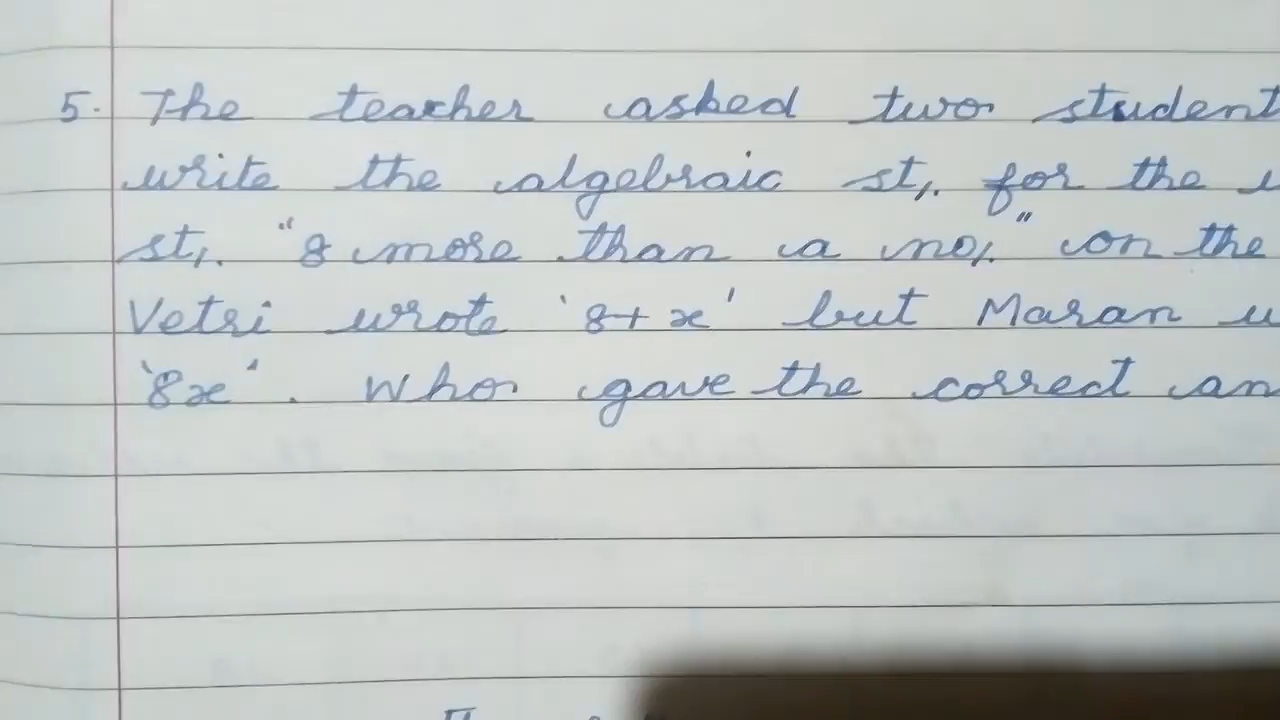 5. The teacher asked two student
write the algebraic st/. for the
st/. "8 more than a no/." on the
Vetri wrote '8+x' but Maran
'8x'. Who gave the correct an